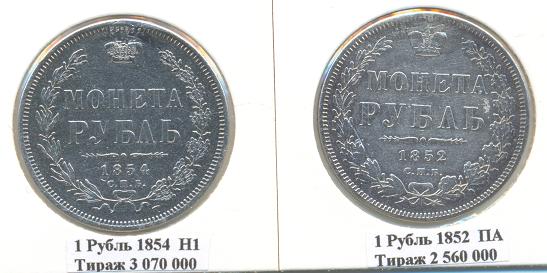 МОНЕТА
РУБЛЬ
1854
С.П.Б.
1 Рубль 1854 Н1
Тираж 3 070 000
МОНЕТА
РУБЛЬ
1852
С.П.Б.
1 Рубль 1852 ПА
Тираж 2 560 000